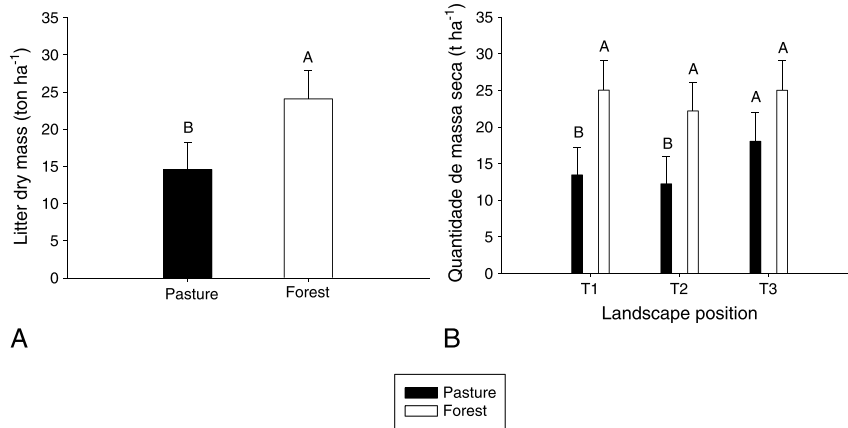 35
30
25
20
15
10
5
0
Litter dry mass (ton ha⁻¹)
B
A
Pasture
Forest
A
35
30
25
20
15
10
5
0
Quantidade de massa seca (t ha⁻¹)
B
A
B
A
A
A
T1
T2
T3
Landscape position
B
Pasture
Forest